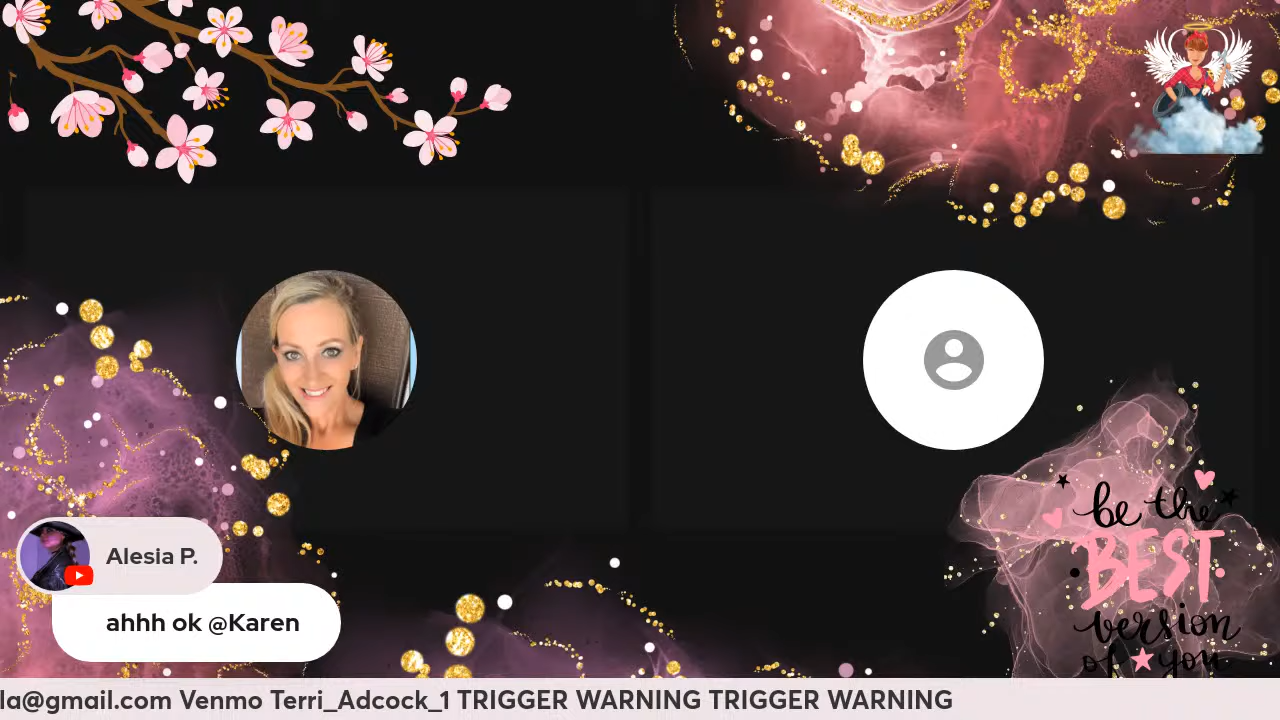 be the
BEST
version
of you
Alesia P.
ahhh ok @Karen
la@gmail.com Venmo Terri_Adcock_1 TRIGGER WARNING TRIGGER WARNING